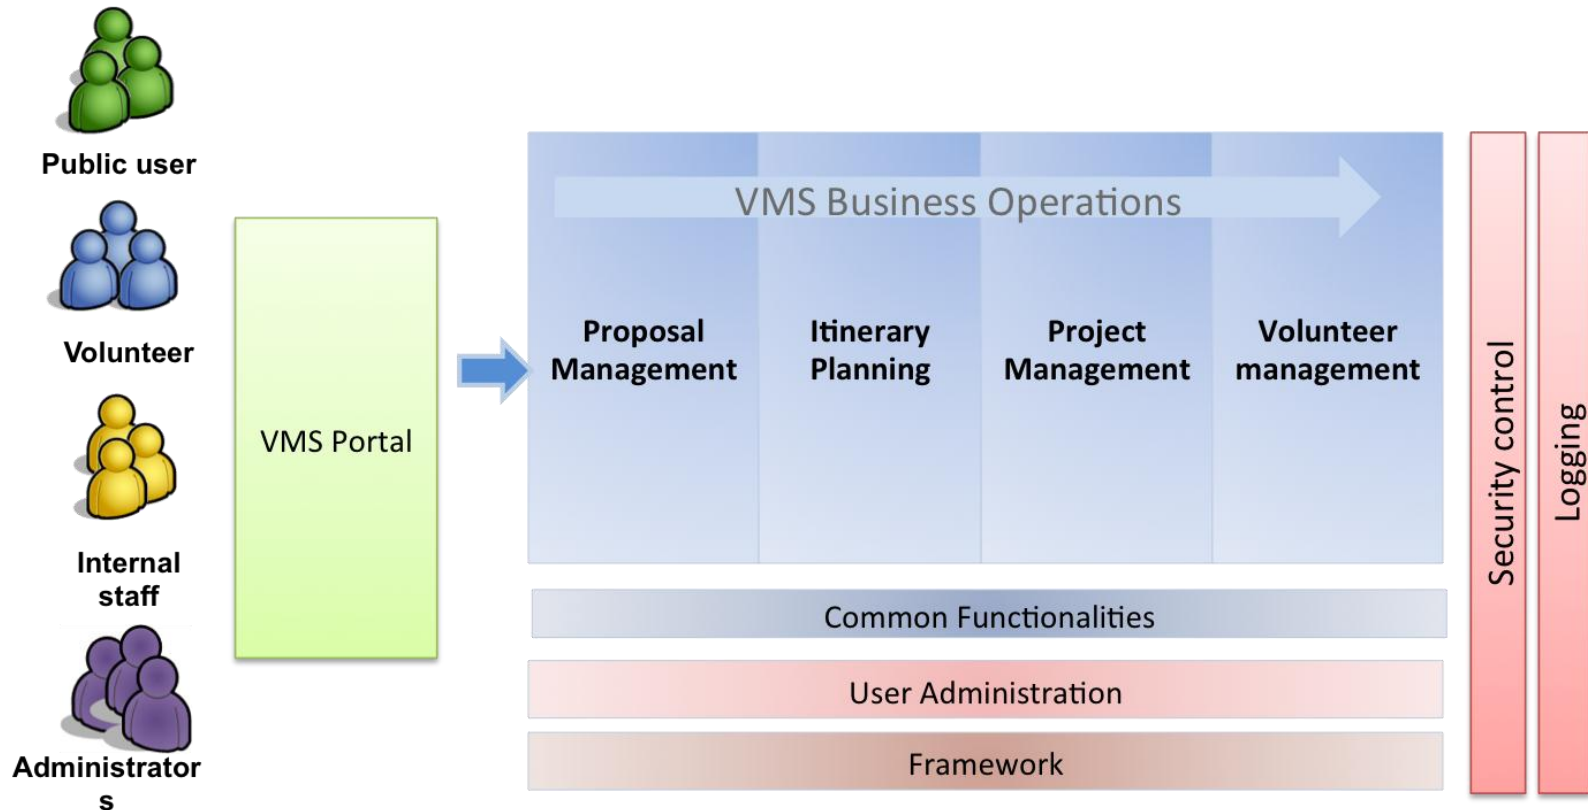 Public user
Volunteer
Internal
staff
Administrator
s
VMS Portal
VMS Business Operations
Proposal
Management
Itinerary
Planning
Project
Management
Volunteer
management
Common Functionalities
User Administration
Framework
Security control
Logging